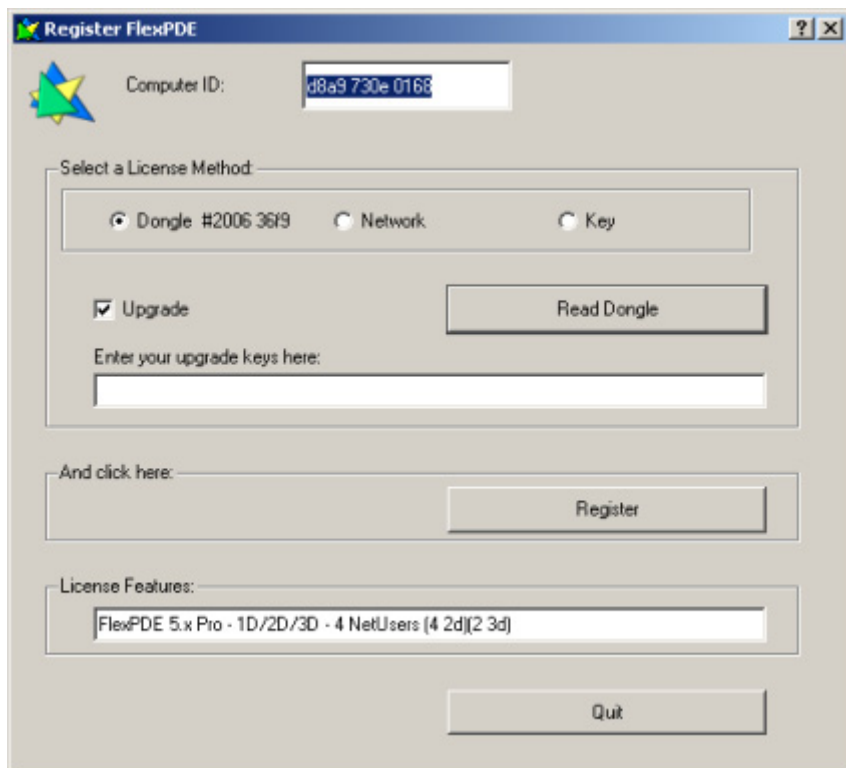 Register FlexPDE
Computer ID: d8a9 730e 0168
Select a License Method:
Dongle #2006 36f9 Network Key
Upgrade Read Dongle
Enter your upgrade keys here:
And click here:
Register
License Features:
FlexPDE 5.x Pro - 1D/2D/3D - 4 NetUsers (4 2d)(2 3d)
Quit